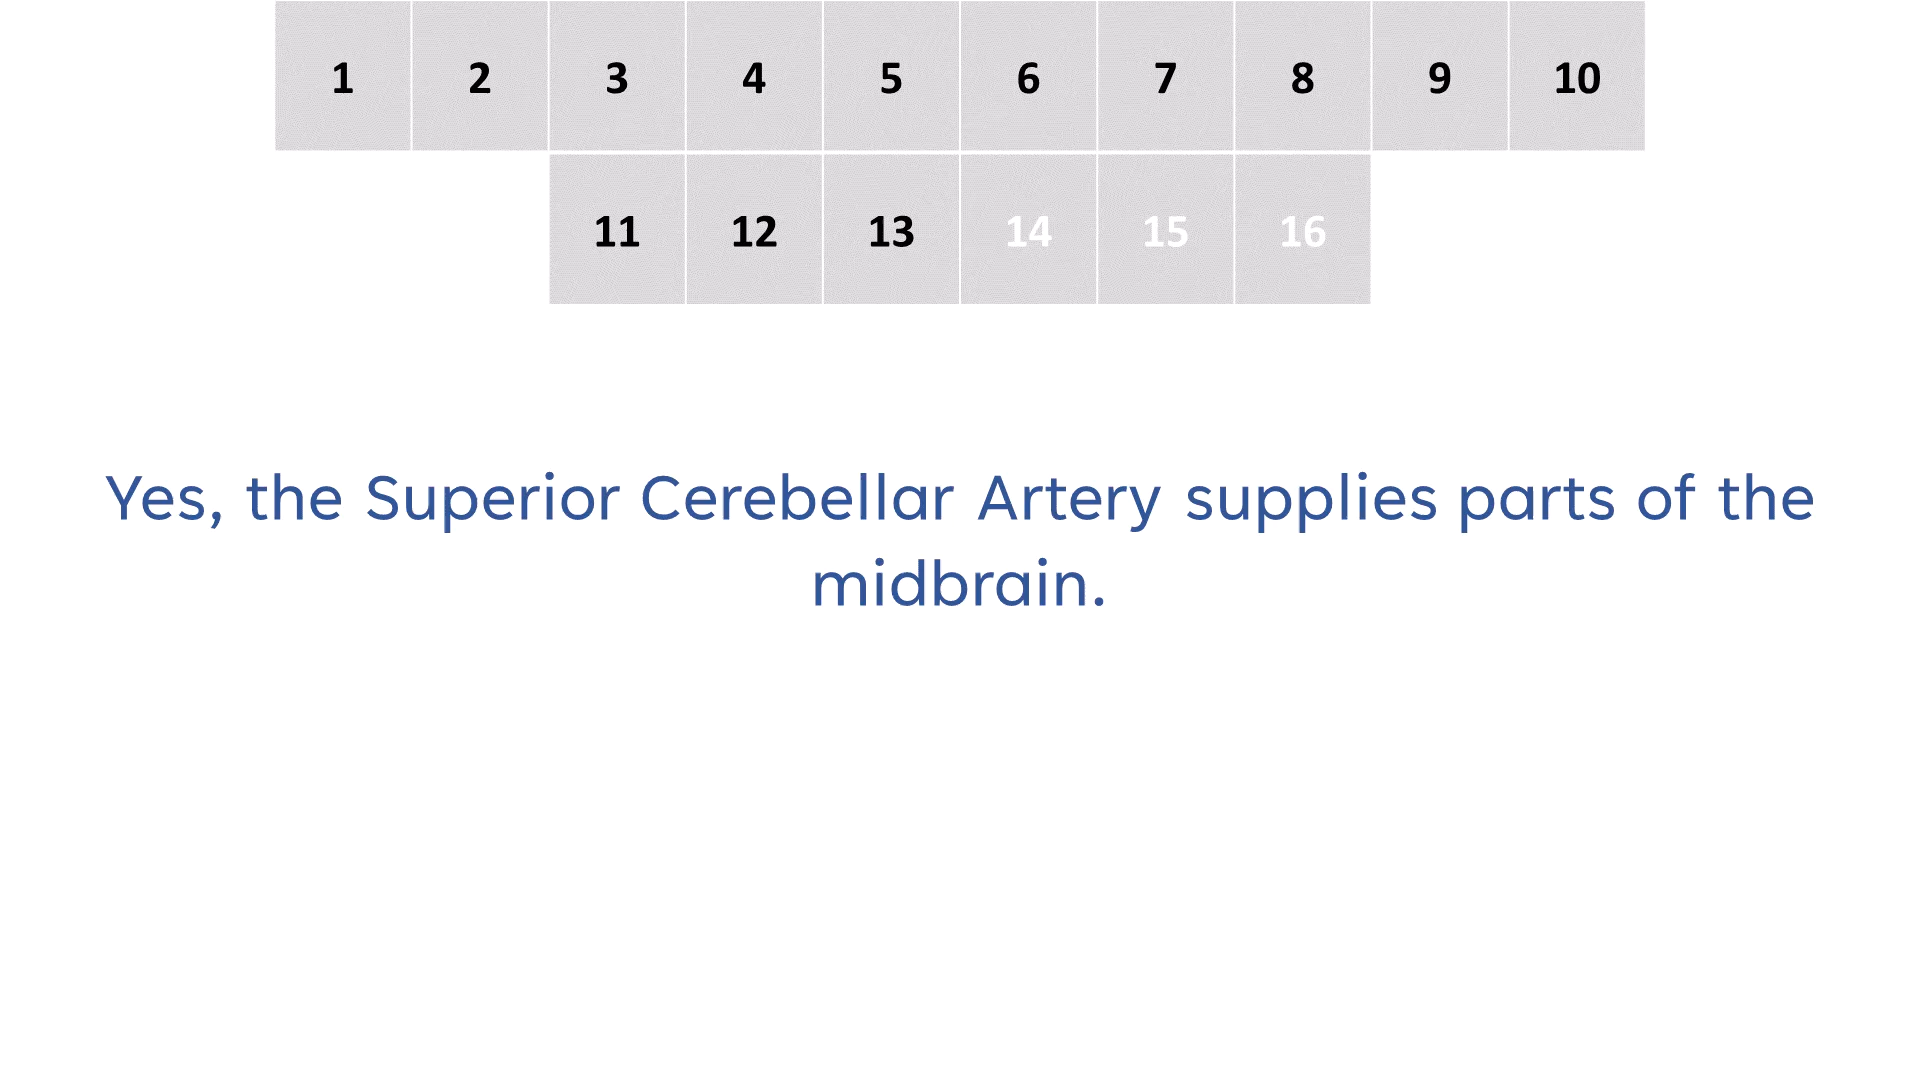 1 2 3 4 5 6 7 8 9 10
11 12 13 14 15 16
Yes, the Superior Cerebellar Artery supplies parts of the
midbrain.